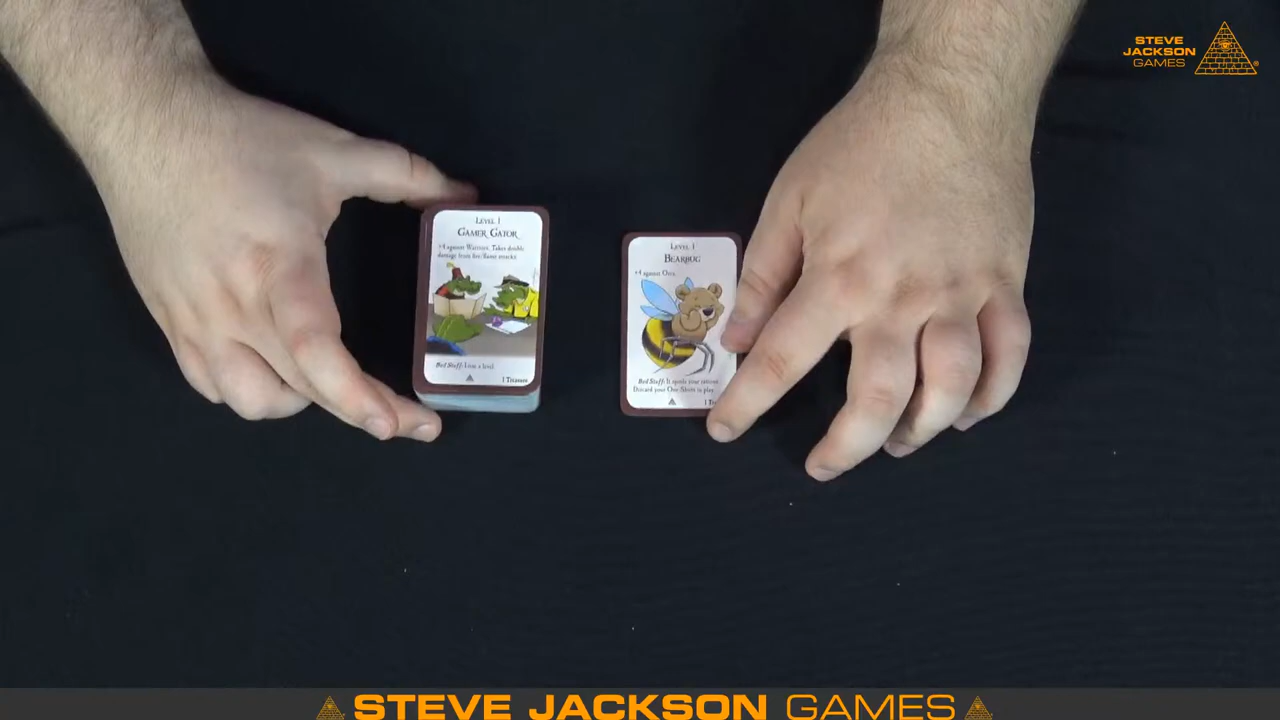 STEVE
JACKSON
GAMES
LEVEL 1
GAMER GATOR
+4 against Warriors. Takes double
damage from fire/flame attacks.
Bad Stuff: Lose a level.
1 Treasure
LEVEL 1
BEARBUG
+4 against Orcs.
Bad Stuff: It spoils your
Discard your One-Shots in play.
1 Tr
STEVE JACKSON GAMES